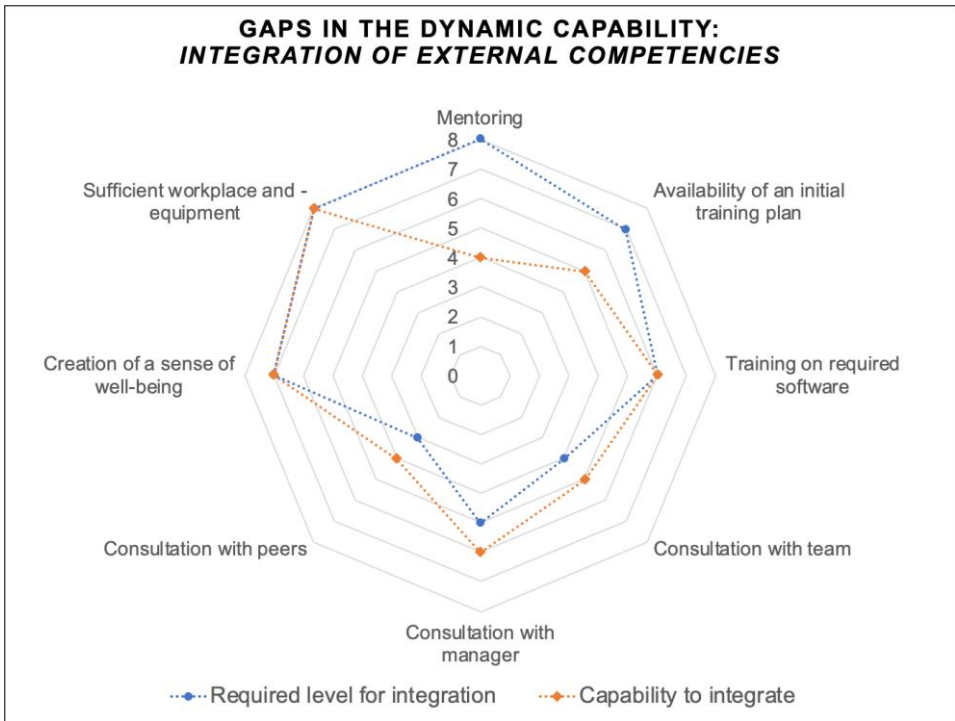 GAPS IN THE DYNAMIC CAPABILITY:
INTEGRATION OF EXTERNAL COMPETENCIES
Mentoring
8
7
6
5
4
3
2
1
0
Availability of an initial
training plan
Training on required
software
Consultation with team
Consultation with
manager
Consultation with peers
Creation of a sense of
well-being
Sufficient workplace and -
equipment
Required level for integration
Capability to integrate